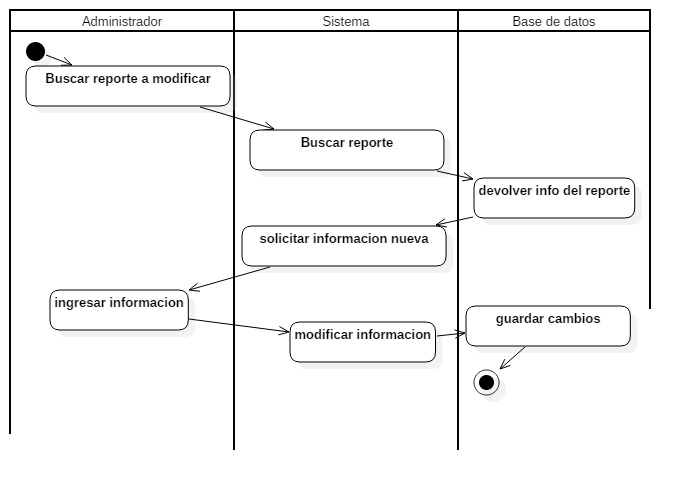 Administrador
Sistema
Base de datos
Buscar reporte a modificar
Buscar reporte
devolver info del reporte
solicitar informacion nueva
ingresar informacion
modificar informacion
guardar cambios